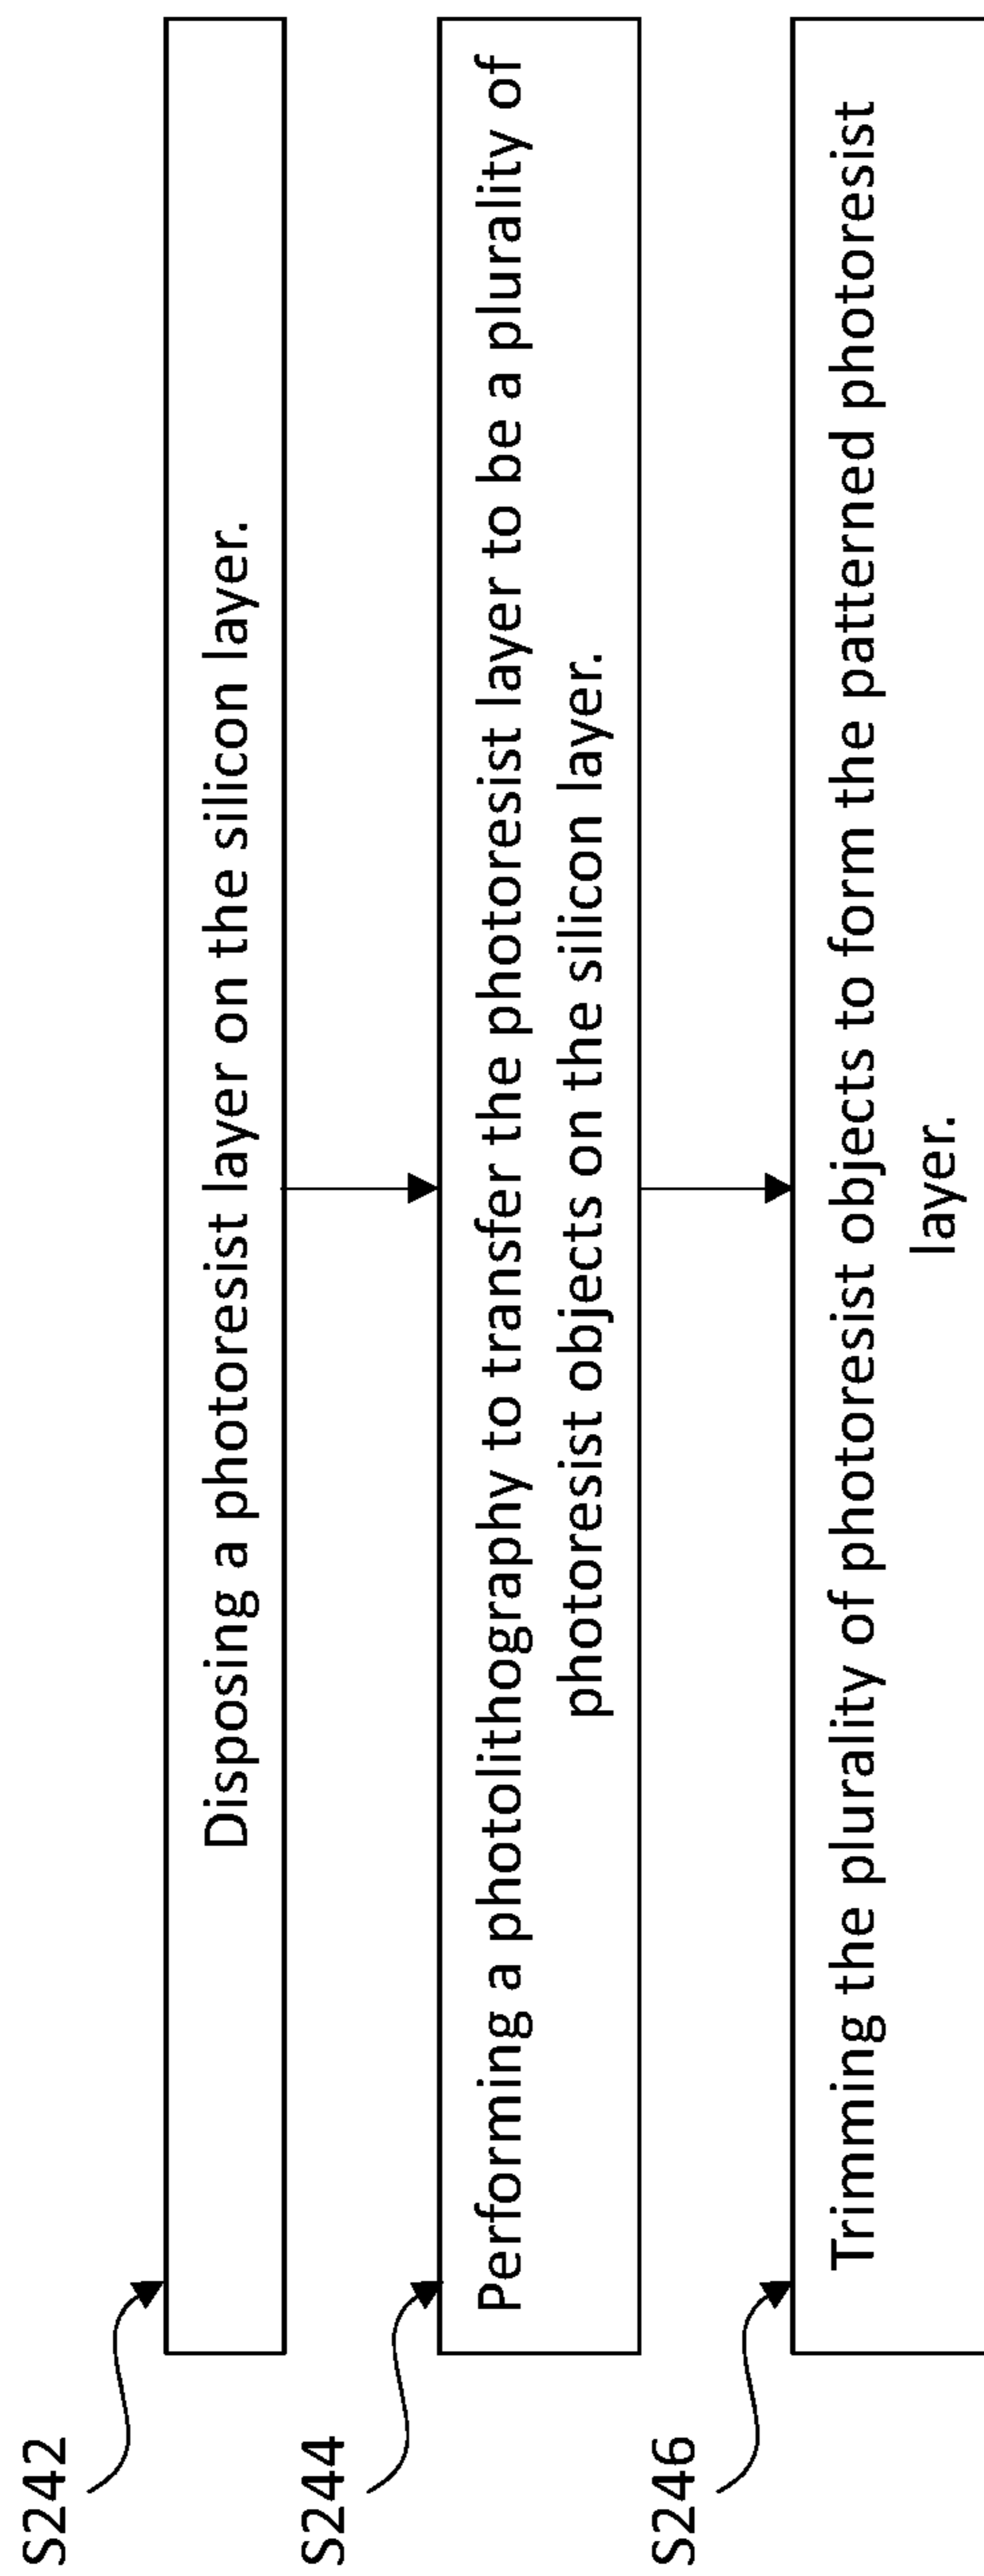 S242
Disposing a photoresist layer on the silicon layer.
S244
Performing a photolithography to transfer the photoresist layer to be a plurality of
photoresist objects on the silicon layer.
S246
Trimming the plurality of photoresist objects to form the patterned photoresist
layer.